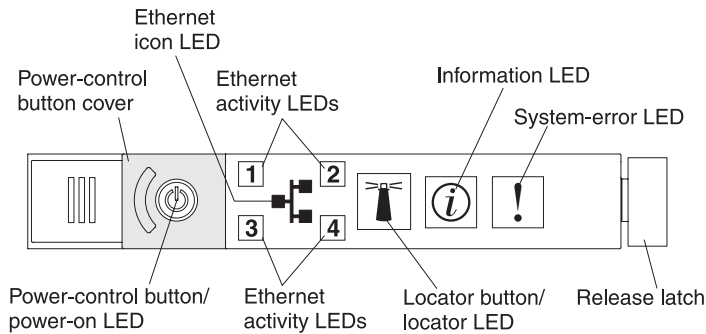 Ethernet
icon LED
Power-control
button cover
Ethernet
activity LEDs
Information LED
System-error LED
1
2
i
!
3
4
Power-control button/
power-on LED
Ethernet
activity LEDs
Locator button/
locator LED
Release latch